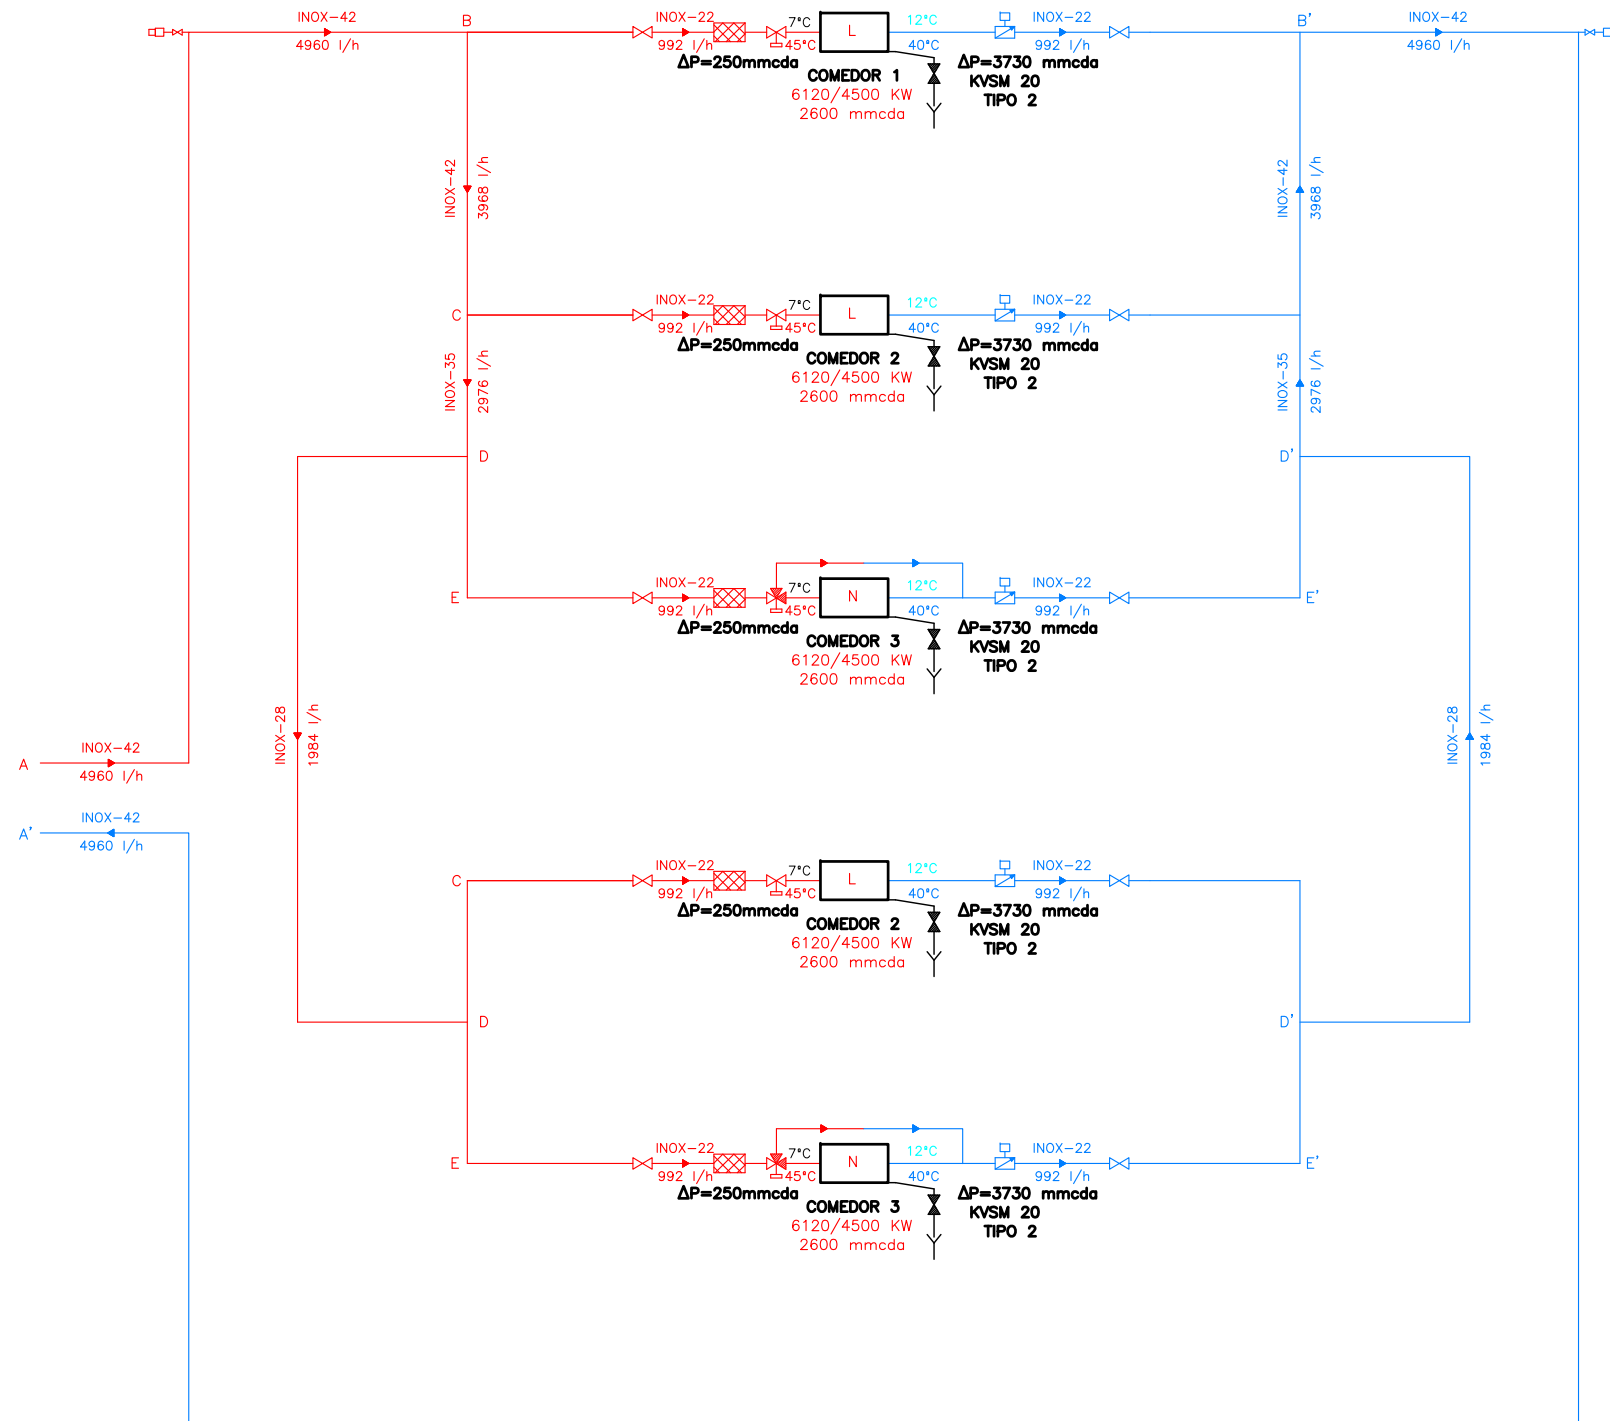 INOX-42
4960 l/h
B
INOX-22
992 l/h
ΔP=250mmcda
7°C
45°C
L
COMEDOR 1
6120/4500 KW
2600 mmcda
12°C
40°C
INOX-22
992 l/h
ΔP=3730 mmcda
KVSM 20
TIPO 2
B'
INOX-42
4960 l/h
INOX-42
3968 l/h
INOX-42
3968 l/h
C
INOX-22
992 l/h
ΔP=250mmcda
7°C
45°C
L
COMEDOR 2
6120/4500 KW
2600 mmcda
12°C
40°C
INOX-22
992 l/h
ΔP=3730 mmcda
KVSM 20
TIPO 2
INOX-35
2976 l/h
INOX-35
2976 l/h
D
D'
E
INOX-22
992 l/h
ΔP=250mmcda
7°C
45°C
N
COMEDOR 3
6120/4500 KW
2600 mmcda
12°C
40°C
INOX-22
992 l/h
ΔP=3730 mmcda
KVSM 20
TIPO 2
E'
INOX-28
1984 l/h
INOX-28
1984 l/h
A
INOX-42
4960 l/h
A'
INOX-42
4960 l/h
C
INOX-22
992 l/h
ΔP=250mmcda
7°C
45°C
L
COMEDOR 2
6120/4500 KW
2600 mmcda
12°C
40°C
INOX-22
992 l/h
ΔP=3730 mmcda
KVSM 20
TIPO 2
D
D'
E
INOX-22
992 l/h
ΔP=250mmcda
7°C
45°C
N
COMEDOR 3
6120/4500 KW
2600 mmcda
12°C
40°C
INOX-22
992 l/h
ΔP=3730 mmcda
KVSM 20
TIPO 2
E'